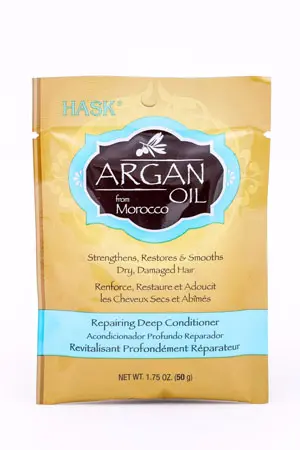 HASK®
ARGAN
from OIL
Morocco
Strengthens, Restores & Smooths
Dry, Damaged Hair
Renforce, Restaure et Adoucit
les Cheveux Secs et Abîmés
Repairing Deep Conditioner
Acondicionador Profundo Reparador
Revitalisant Profondément Réparateur
NET WT. 1.75 OZ. (50 g)